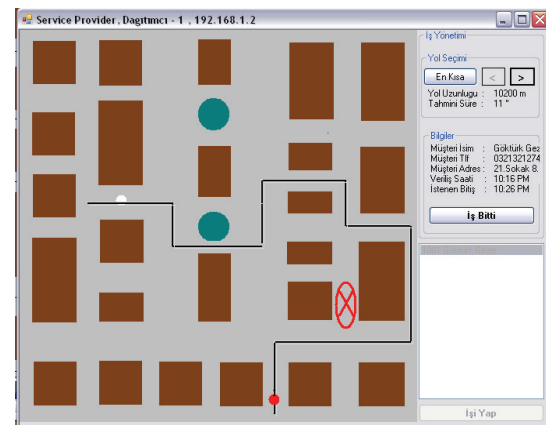 Service Provider , Dagıtımcı - 1 , 192.168.1.2
İş Yönetimi
Yol Seçimi
En Kısa < >
Yol Uzunlugu : 10200 m
Tahmini Süre : 11 "
Bilgiler
Müşteri İsim : Göktürk Gez
Müşteri Tlf : 0321321274
Müşteri Adres : 21.Sokak 8.
Veriliş Saati : 10:16 PM
İstenen Bitiş : 10:26 PM
İş Bitti
İşi Yap